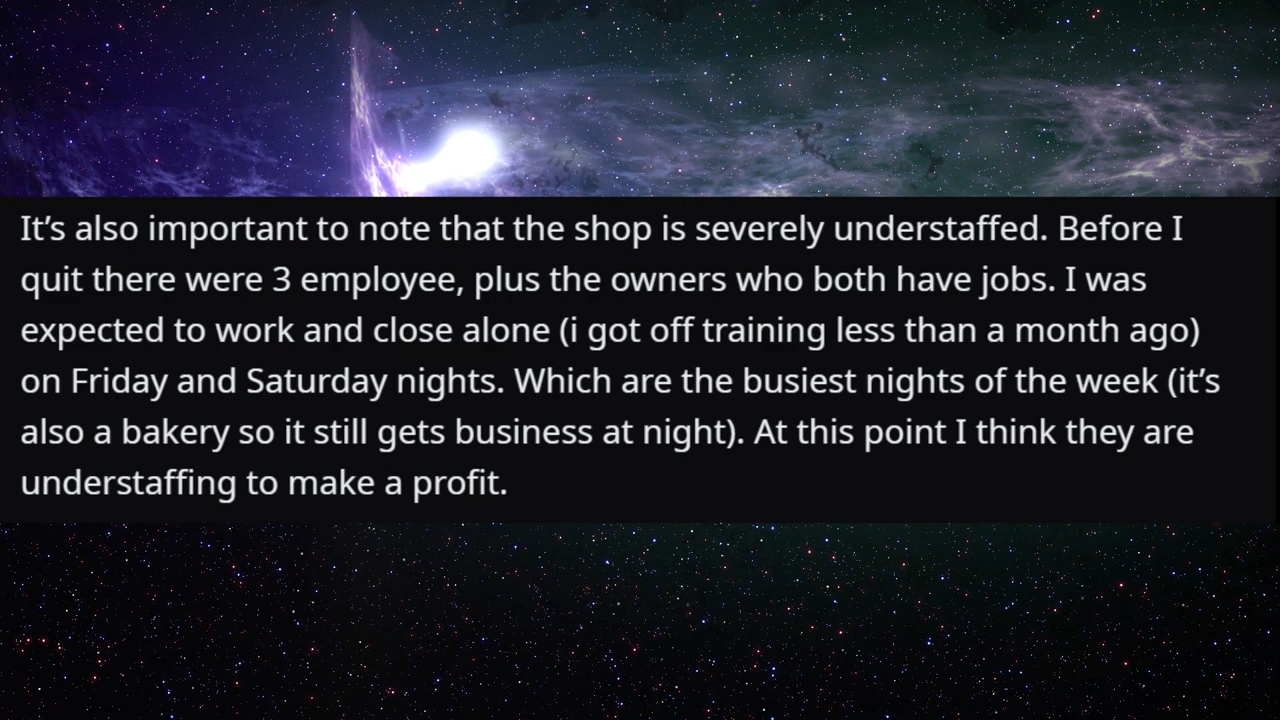 It’s also important to note that the shop is severely understaffed. Before I
quit there were 3 employee, plus the owners who both have jobs. I was
expected to work and close alone (i got off training less than a month ago)
on Friday and Saturday nights. Which are the busiest nights of the week (it’s
also a bakery so it still gets business at night). At this point I think they are
understaffing to make a profit.